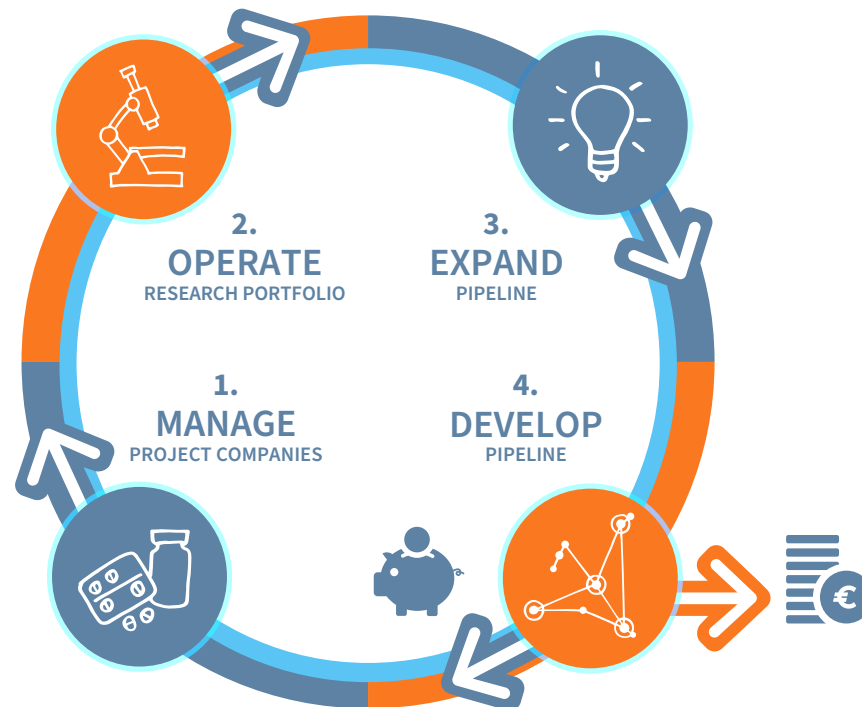 2.
OPERATE
RESEARCH PORTFOLIO
3.
EXPAND
PIPELINE
1.
MANAGE
PROJECT COMPANIES
4.
DEVELOP
PIPELINE
€